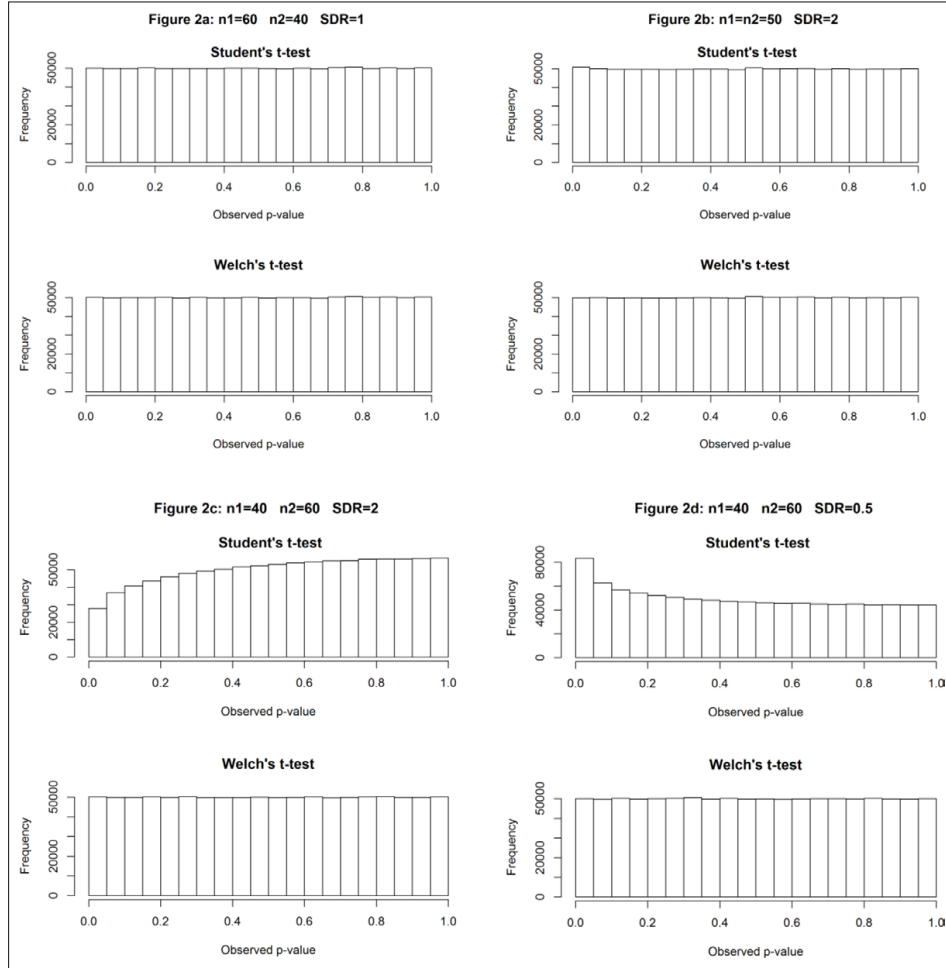 Figure 2a: n1=60 n2=40 SDR=1
Student's t-test
Frequency
0 20000 50000
0.0 0.2 0.4 0.6 0.8 1.0
Observed p-value
Welch's t-test
Frequency
0 20000 50000
0.0 0.2 0.4 0.6 0.8 1.0
Observed p-value
Figure 2b: n1=n2=50 SDR=2
Student's t-test
Frequency
0 20000 50000
0.0 0.2 0.4 0.6 0.8 1.0
Observed p-value
Welch's t-test
Frequency
0 20000 50000
0.0 0.2 0.4 0.6 0.8 1.0
Observed p-value
Figure 2c: n1=40 n2=60 SDR=2
Student's t-test
Frequency
0 20000 50000
0.0 0.2 0.4 0.6 0.8 1.0
Observed p-value
Welch's t-test
Frequency
0 20000 50000
0.0 0.2 0.4 0.6 0.8 1.0
Observed p-value
Figure 2d: n1=40 n2=60 SDR=0.5
Student's t-test
Frequency
0 40000 80000
0.0 0.2 0.4 0.6 0.8 1.0
Observed p-value
Welch's t-test
Frequency
0 20000 50000
0.0 0.2 0.4 0.6 0.8 1.0
Observed p-value